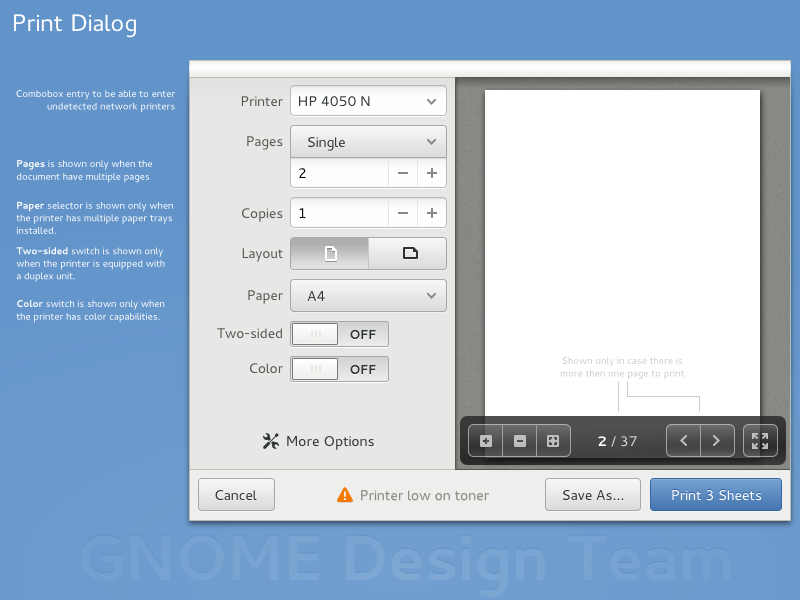 Print Dialog
Combobox entry to be able to enter
undetected network printers
Pages is shown only when the
document have multiple pages
Paper selector is shown only when
the printer has multiple paper trays
installed.
Two-sided switch is shown only
when the printer is equipped with
a duplex unit.
Color switch is shown only when
the printer has color capabilities.
Printer HP 4050 N
Pages Single
2
Copies 1
Layout
Paper A4
Two-sided OFF
Color OFF
More Options
Shown only in case there is
more then one page to print
2 / 37
Cancel Printer low on toner Save As... Print 3 Sheets
GNOME Design Team